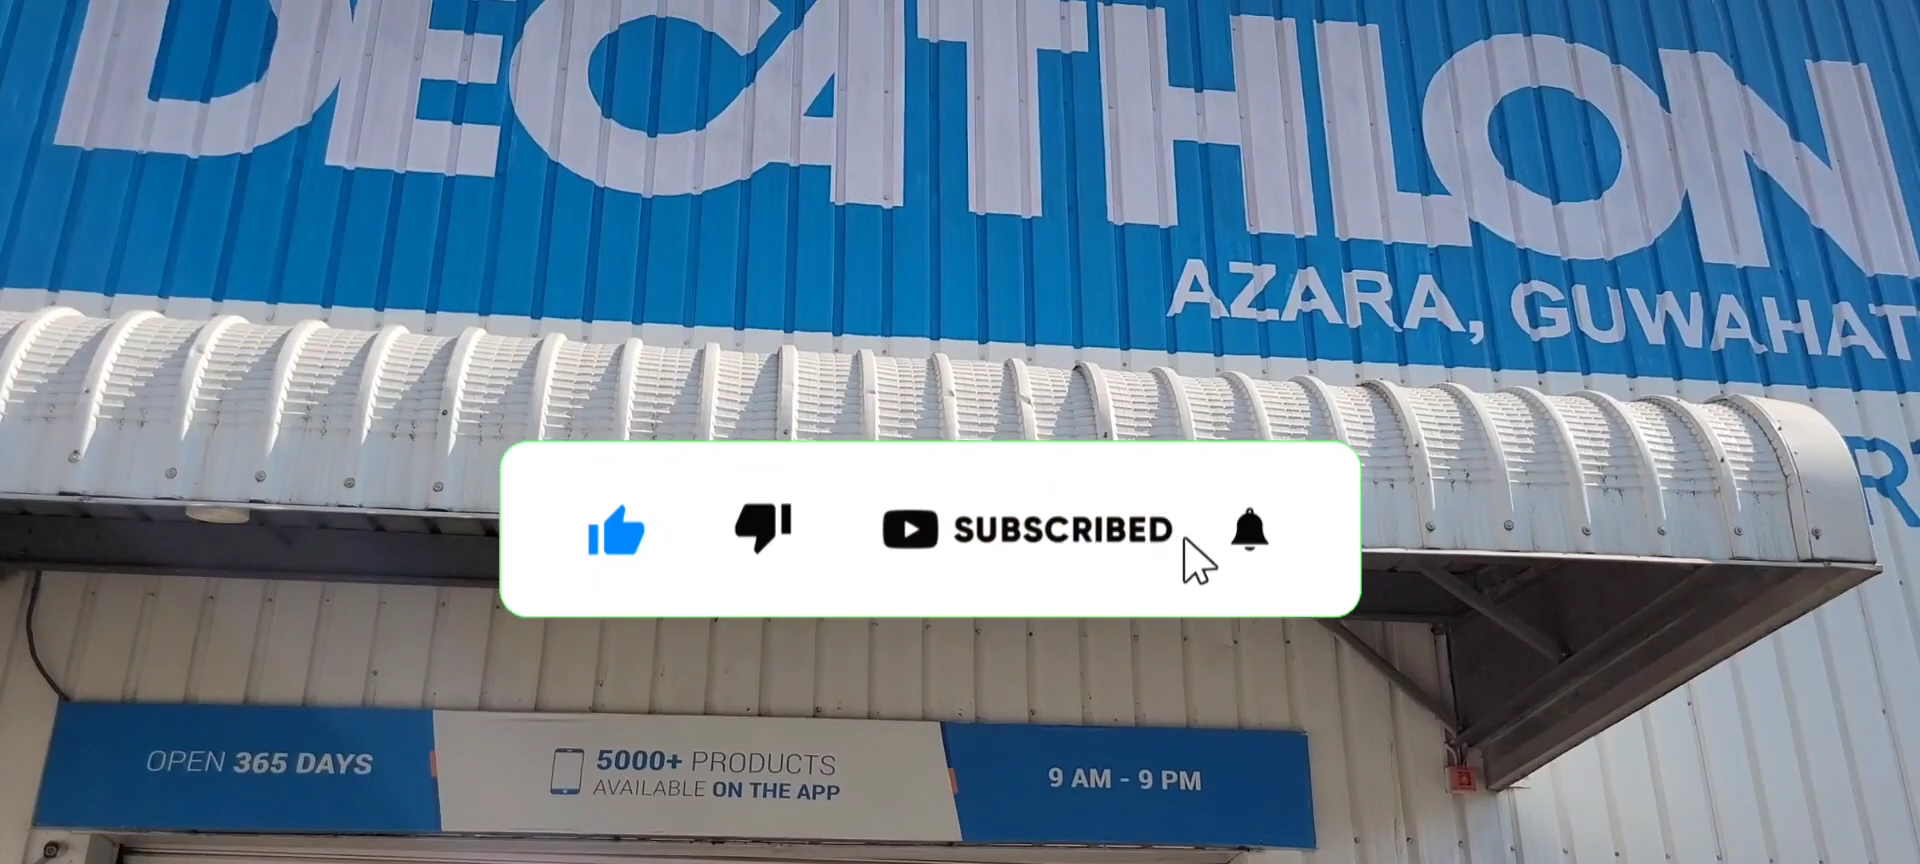 DECATHLON
AZARA, GUWAHAT
SUBSCRIBED
OPEN 365 DAYS
5000+ PRODUCTS
AVAILABLE ON THE APP
9 AM - 9 PM